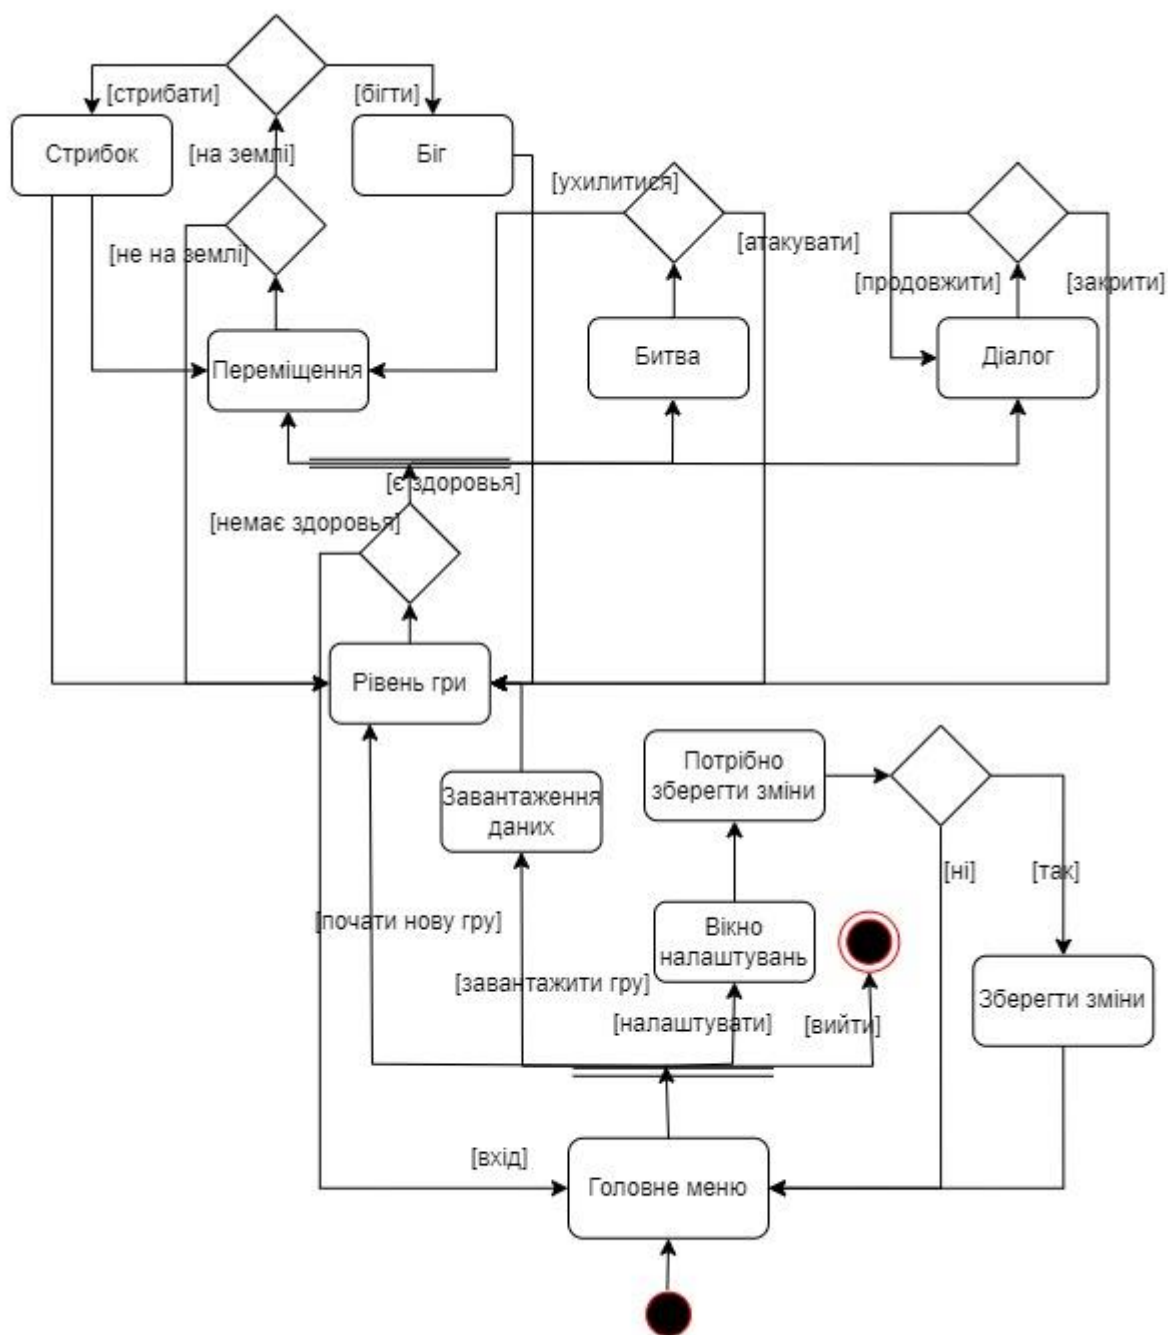 [стрибати]
[бігти]
Стрибок
[на землі]
Біг
[ухилитися]
[не на землі]
[атакувати]
[продовжити]
[закрити]
Переміщення
Битва
Діалог
[є здоровья]
[немає здоровья]
Рівень гри
Потрібно
зберегти зміни
Завантаження
даних
[ні]
[так]
[почати нову гру]
Вікно
налаштувань
[завантажити гру]
Зберегти зміни
[налаштувати]
[вийти]
[вхід]
Головне меню